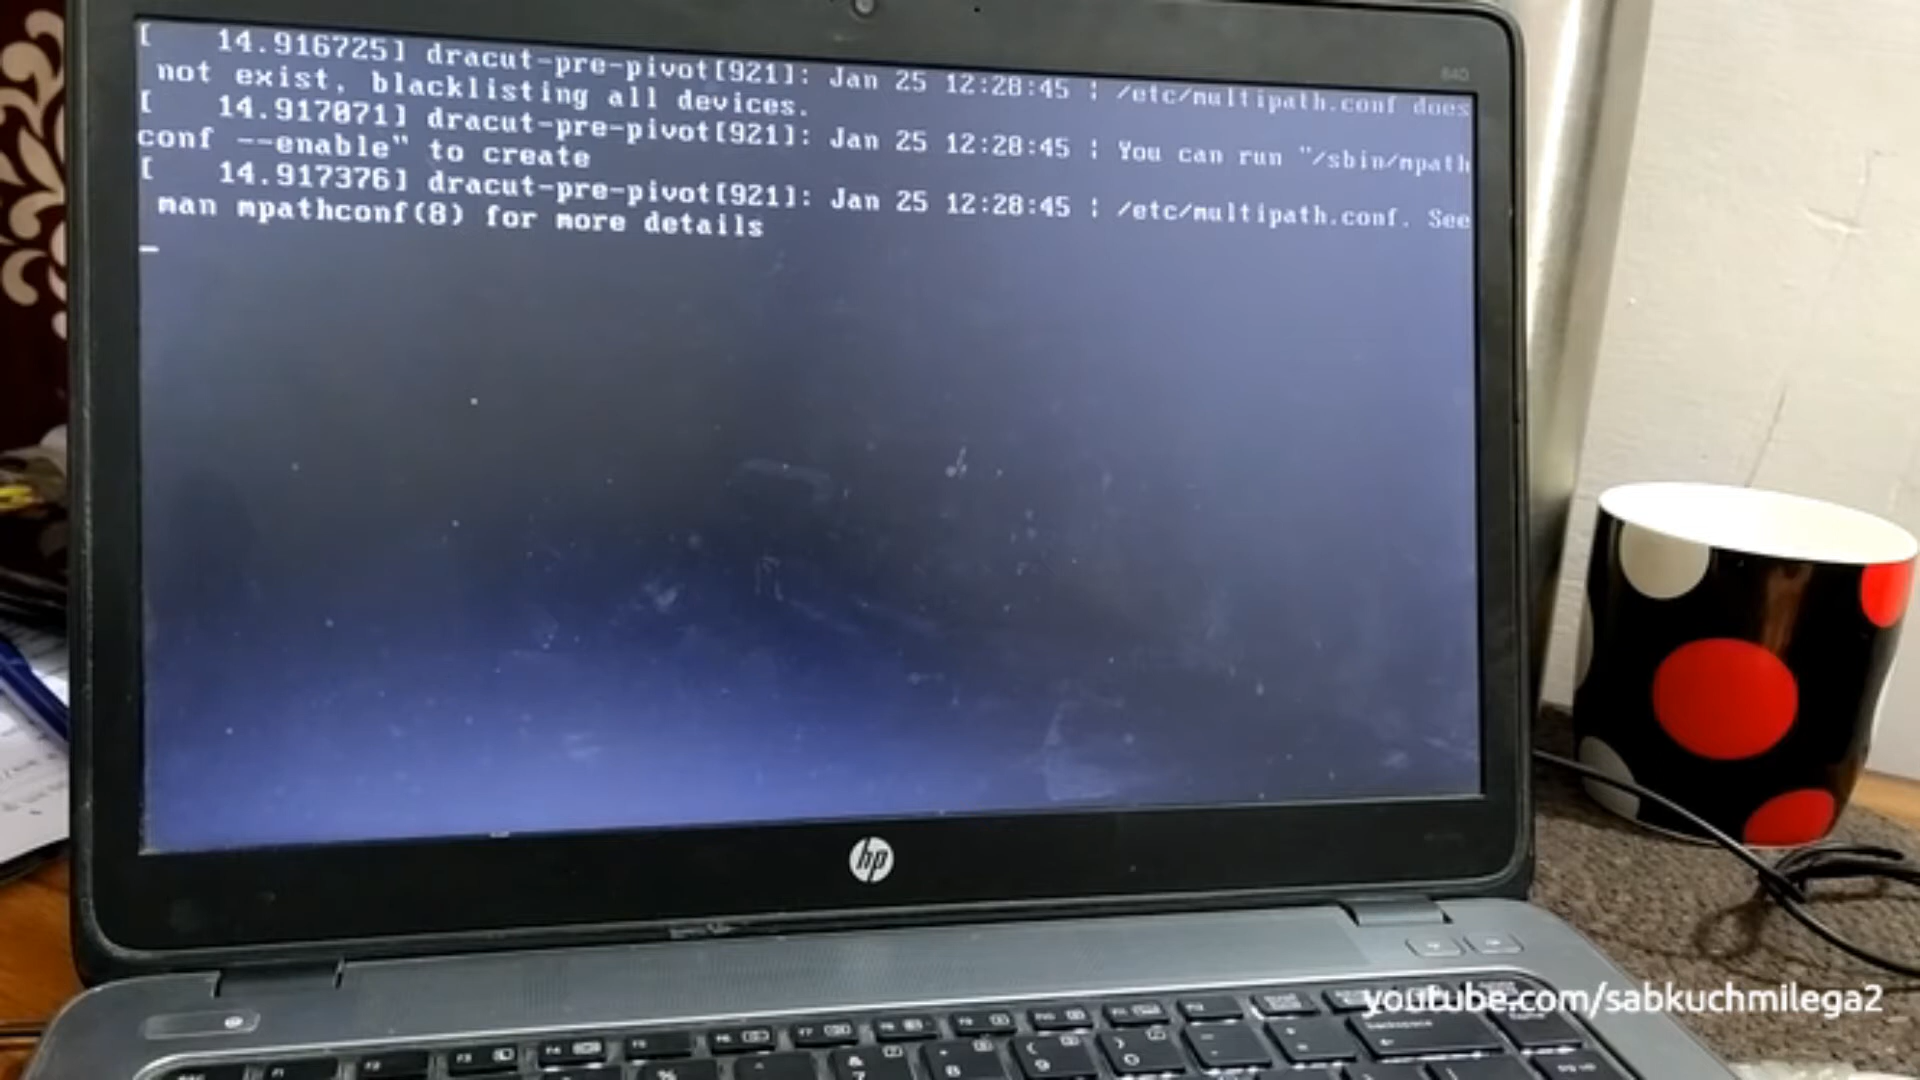 [   14.916725] dracut-pre-pivot[921]: Jan 25 12:28:45 | /etc/multipath.conf does
not exist, blacklisting all devices.
[   14.917071] dracut-pre-pivot[921]: Jan 25 12:28:45 | You can run "/sbin/mpath
conf --enable" to create
[   14.917376] dracut-pre-pivot[921]: Jan 25 12:28:45 | /etc/multipath.conf. See
man mpathconf(8) for more details
840
hp
youtube.com/sabkuchmilega2
backspace